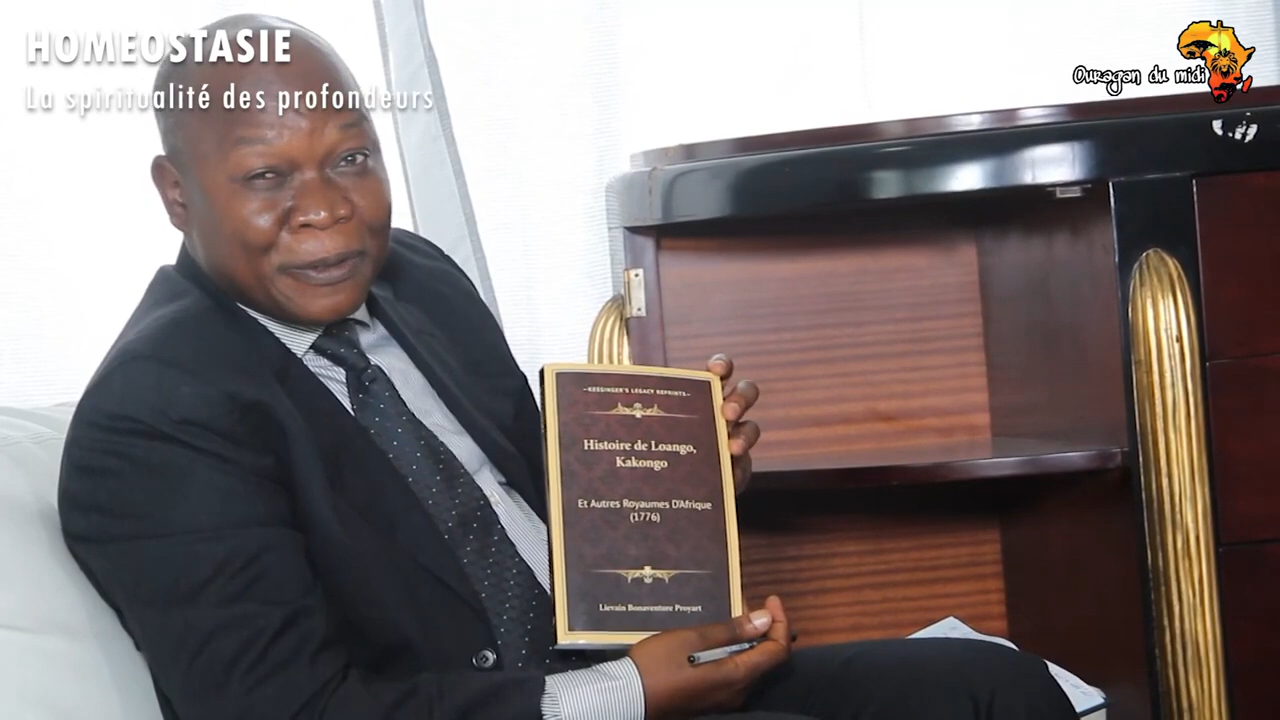 HOMEOSTASIE
La spiritualité des profondeurs
Ouragan du midi
—KESSINGER'S LEGACY REPRINTS—
Histoire de Loango,
Kakongo
Et Autres Royaumes D'Afrique
(1776)
Lievain Bonaventure Proyart